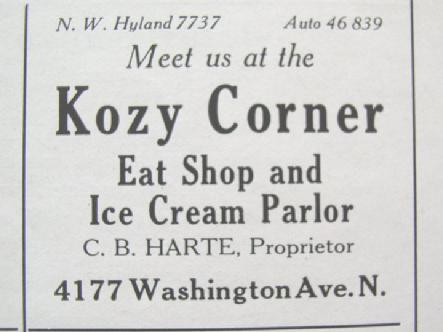 N. W. Hyland 7737 Auto 46 839
Meet us at the
Kozy Corner
Eat Shop and
Ice Cream Parlor
C. B. HARTE, Proprietor
4177 Washington Ave. N.